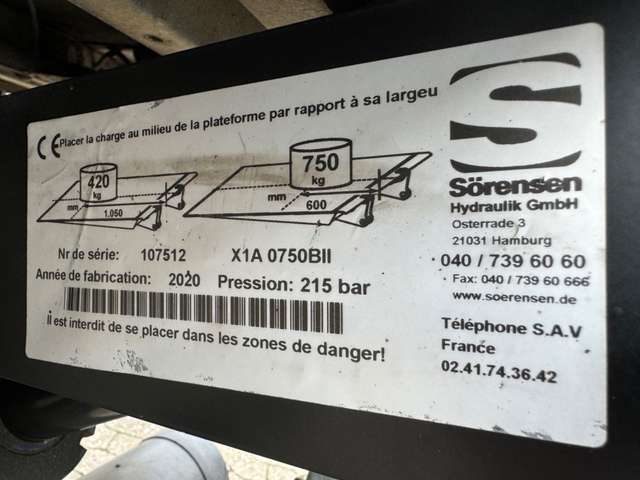 CE Placer la charge au milieu de la plateforme par rapport à sa largeu
420
kg
mm
1.050
750
kg
mm
600
Nr de série: 107512 X1A 0750BII
Année de fabrication: 2020 Pression: 215 bar
Il est interdit de se placer dans les zones de danger!
S
Sörensen
Hydraulik GmbH
Osterrade 3
21031 Hamburg
040 / 739 60 60
Fax: 040 / 739 60 666
www.soerensen.de
Téléphone S.A.V
France
02.41.74.36.42